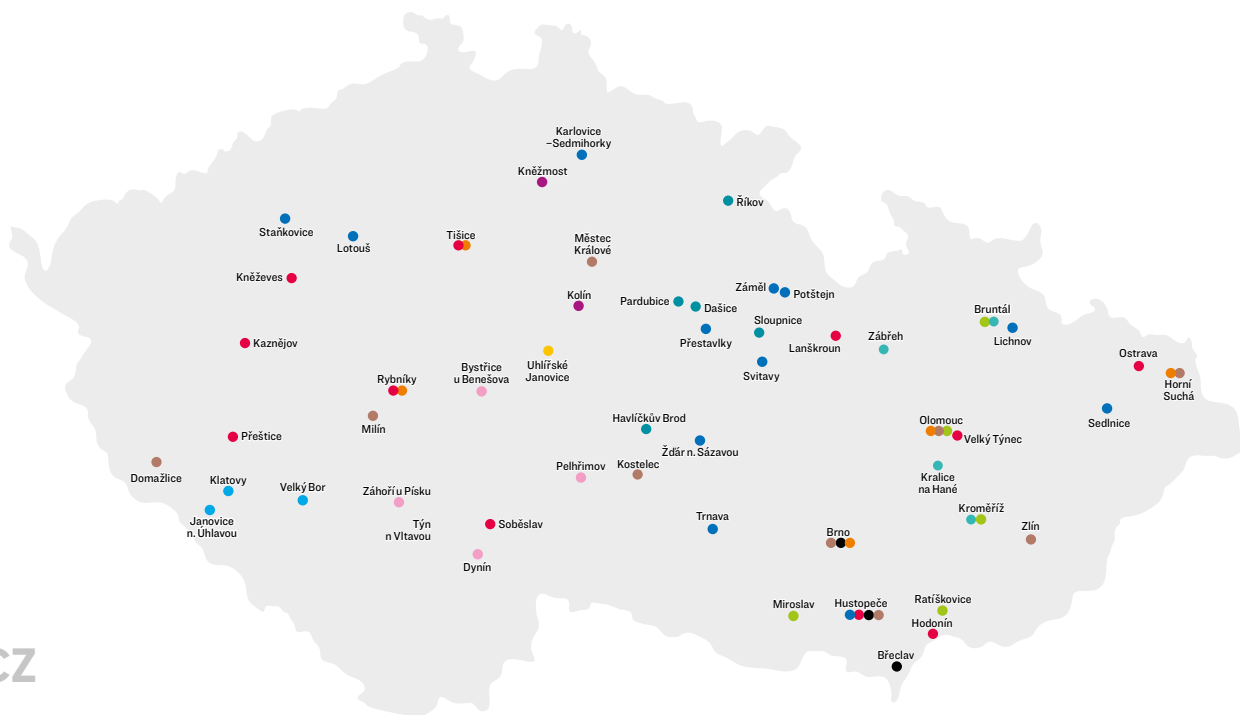 Karlovice
–Sedmihorky
Kněžmost
Říkov
Staňkovice
Lotouš
Tišice
Městec
Králové
Kněževes
Kolín
Pardubice
Dašice
Záměl
Potštejn
Přestavlky
Sloupnice
Lanškroun
Zábřeh
Bruntál
Lichnov
Kaznějov
Uhlířské
Janovice
Svitavy
Ostrava
Horní
Suchá
Rybníky
Bystřice
u Benešova
Milín
Havlíčkův Brod
Žďár n. Sázavou
Olomouc
Velký Týnec
Sedlnice
Přeštice
Domažlice
Klatovy
Velký Bor
Janovice
n. Úhlavou
Záhoří u Písku
Týn
n Vltavou
Pelhřimov
Kostelec
Kralice
na Hané
Soběslav
Trnava
Kroměříž
Zlín
Brno
Dynín
Miroslav
Hustopeče
Ratíškovice
Hodonín
Břeclav
CZ